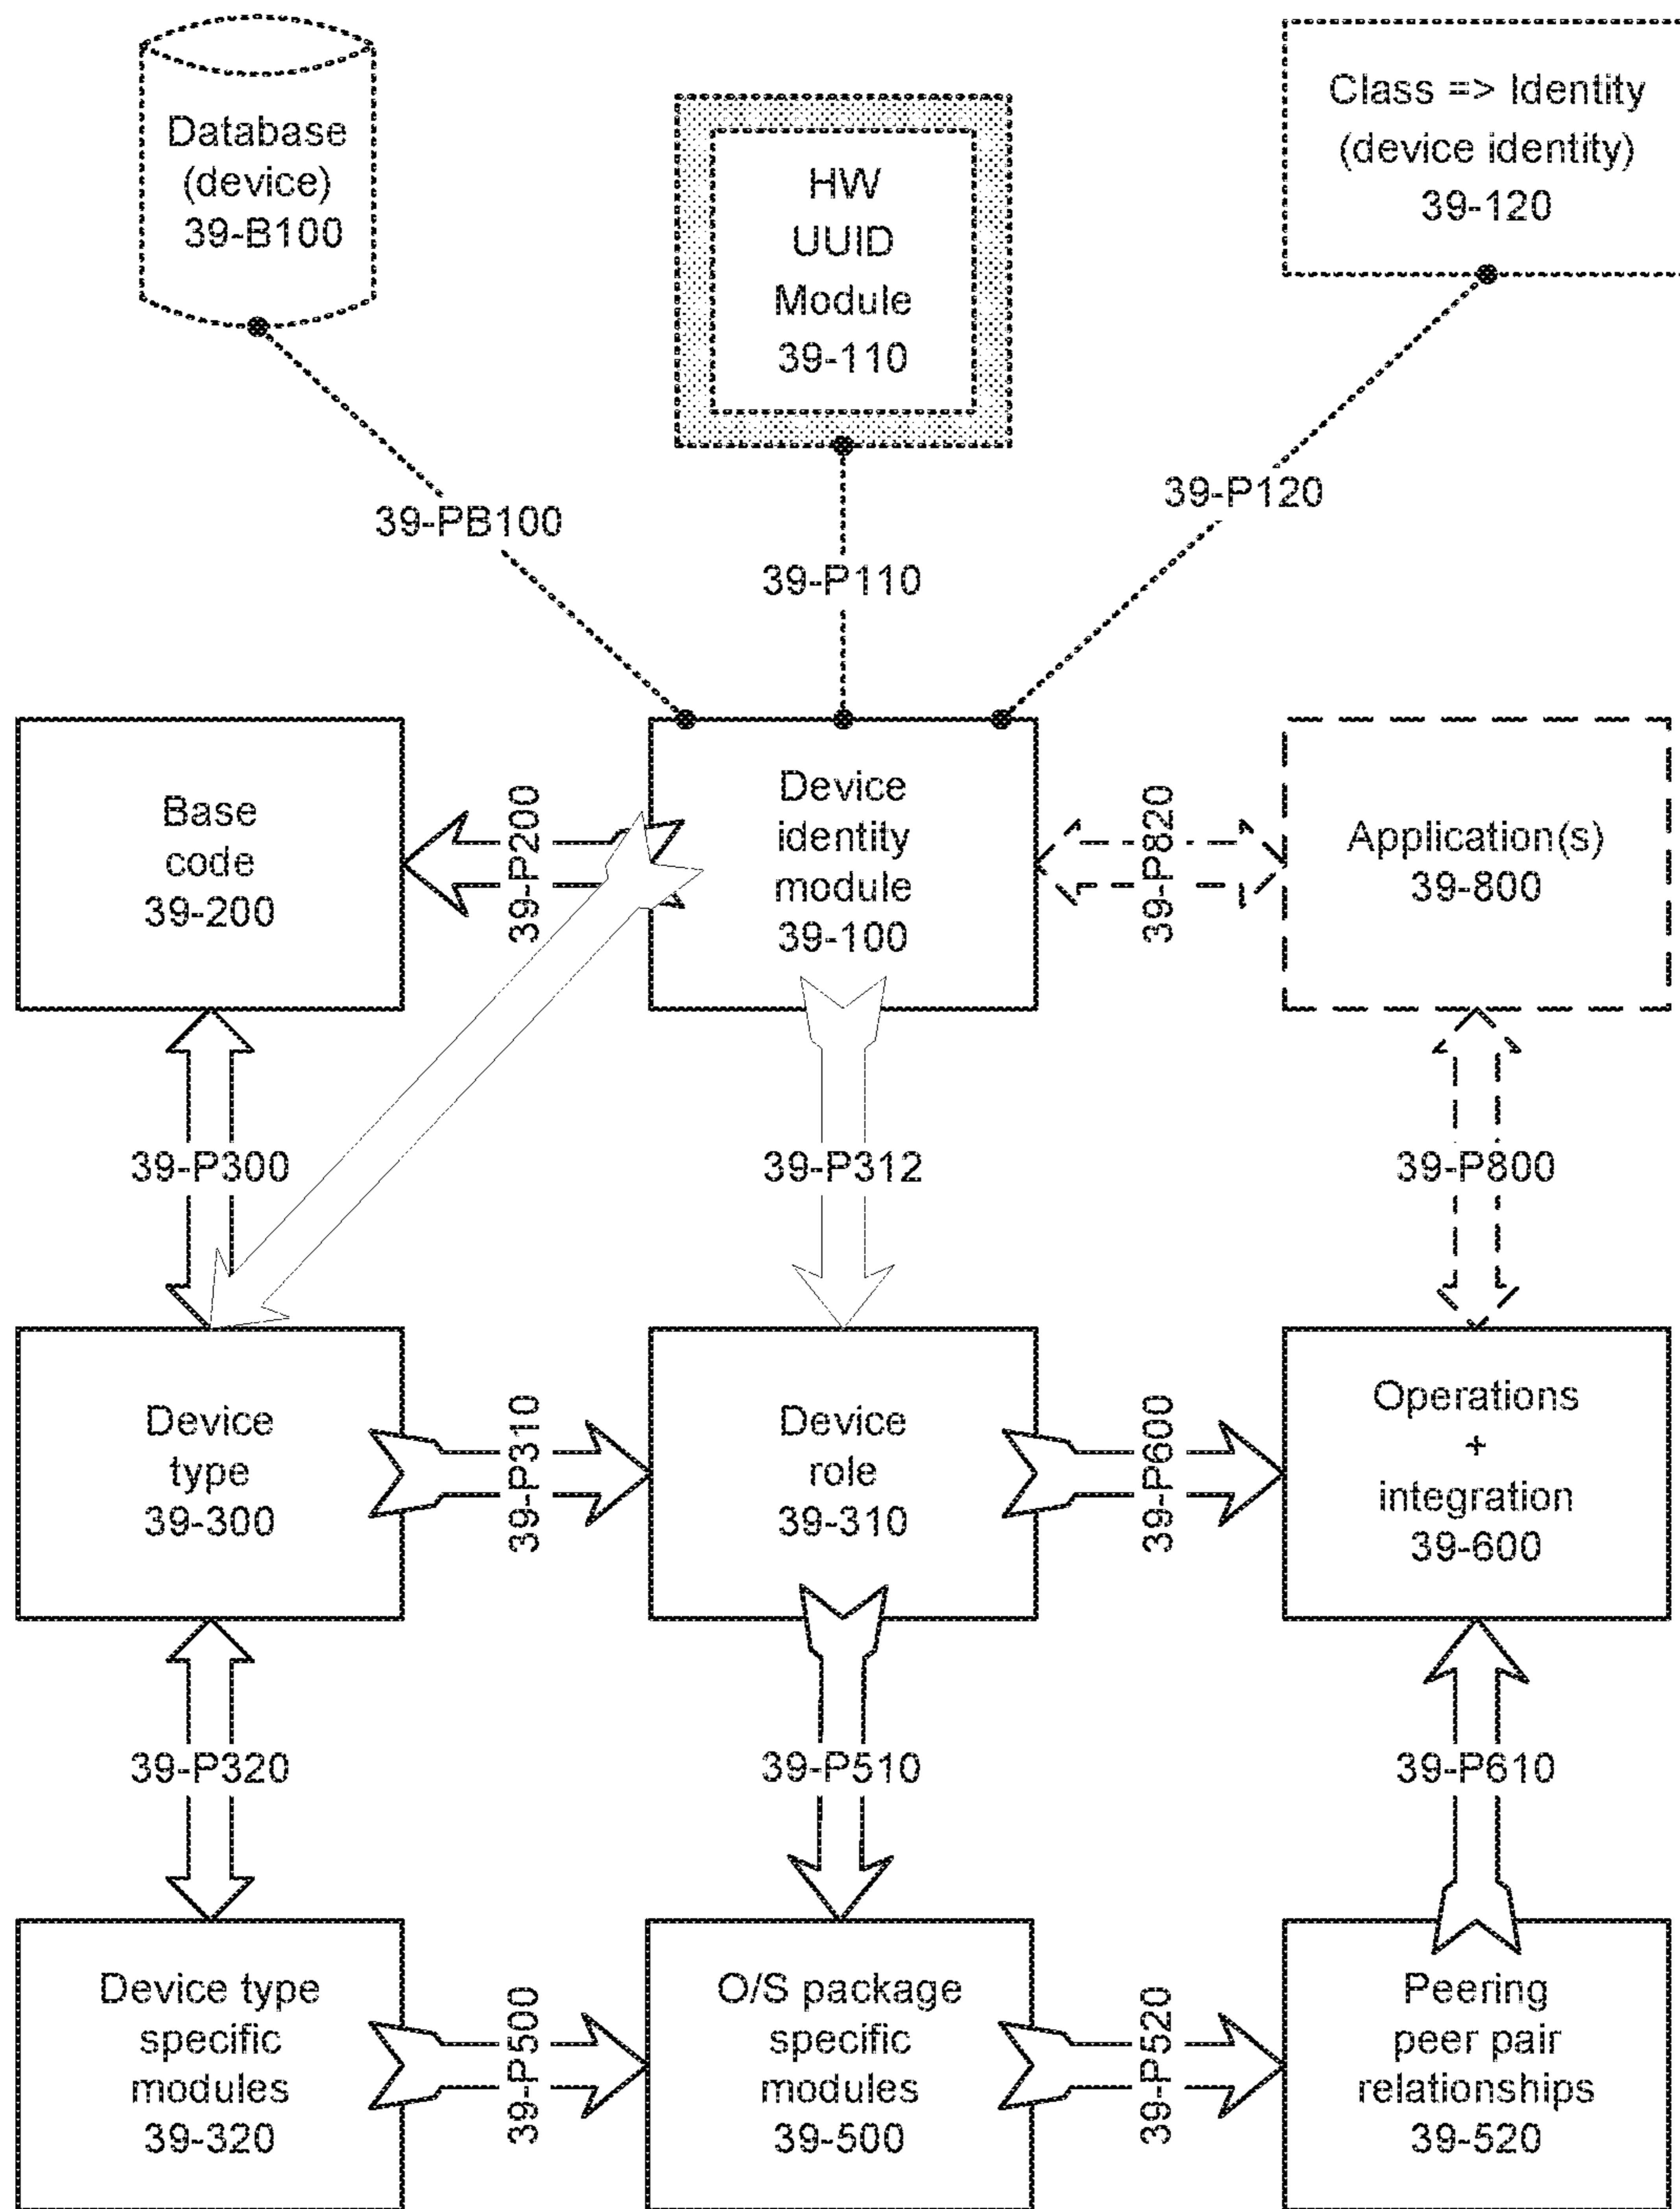 Database
(device)
39-B100
HW
UUID
Module
39-110
Class => Identity
(device identity)
39-120
39-PB100
39-P110
39-P120
Base
code
39-200
39-P200
Device
identity
module
39-100
39-P820
Application(s)
39-800
39-P300
39-P312
39-P800
Device
type
39-300
39-P310
Device
role
39-310
39-P600
Operations
+
integration
39-600
39-P320
39-P510
39-P610
Device type
specific
modules
39-320
39-P500
O/S package
specific
modules
39-500
39-P520
Peering
peer pair
relationships
39-520